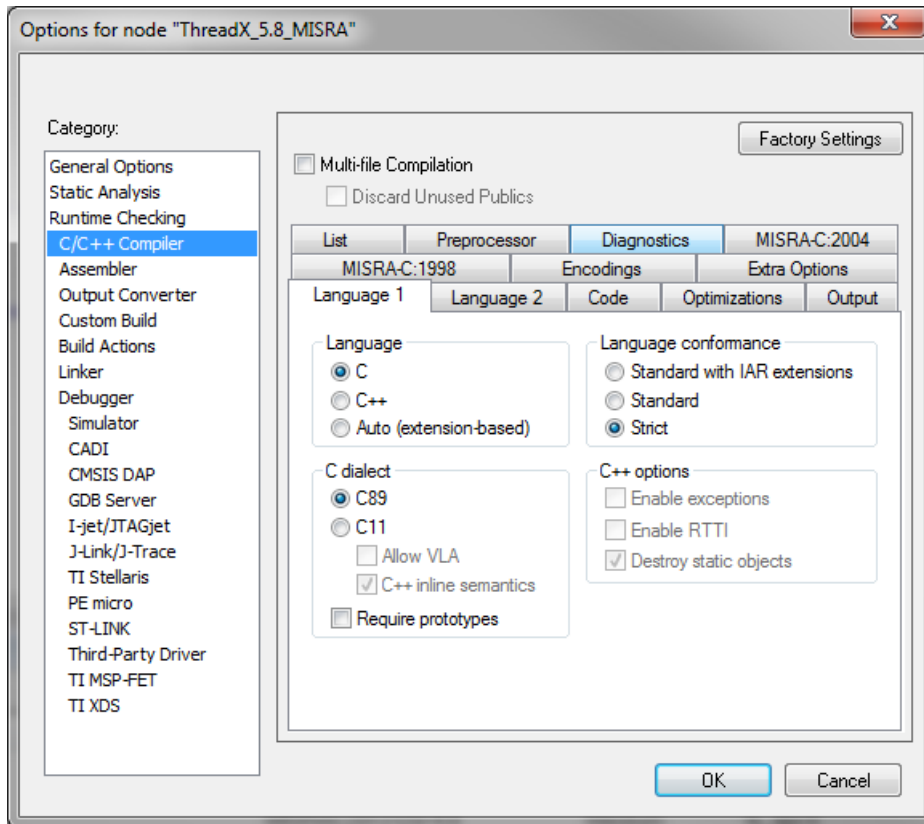 Options for node "ThreadX_5.8_MISRA"
Category:
General Options
Static Analysis
Runtime Checking
C/C++ Compiler
Assembler
Output Converter
Custom Build
Build Actions
Linker
Debugger
Simulator
CADI
CMSIS DAP
GDB Server
I-jet/JTAGjet
J-Link/J-Trace
TI Stellaris
PE micro
ST-LINK
Third-Party Driver
TI MSP-FET
TI XDS
Factory Settings
Multi-file Compilation
Discard Unused Publics
List Preprocessor Diagnostics MISRA-C:2004
MISRA-C:1998 Encodings Extra Options
Language 1 Language 2 Code Optimizations Output
Language
C
C++
Auto (extension-based)
Language conformance
Standard with IAR extensions
Standard
Strict
C dialect
C89
C11
Allow VLA
C++ inline semantics
Require prototypes
C++ options
Enable exceptions
Enable RTTI
Destroy static objects
OK Cancel